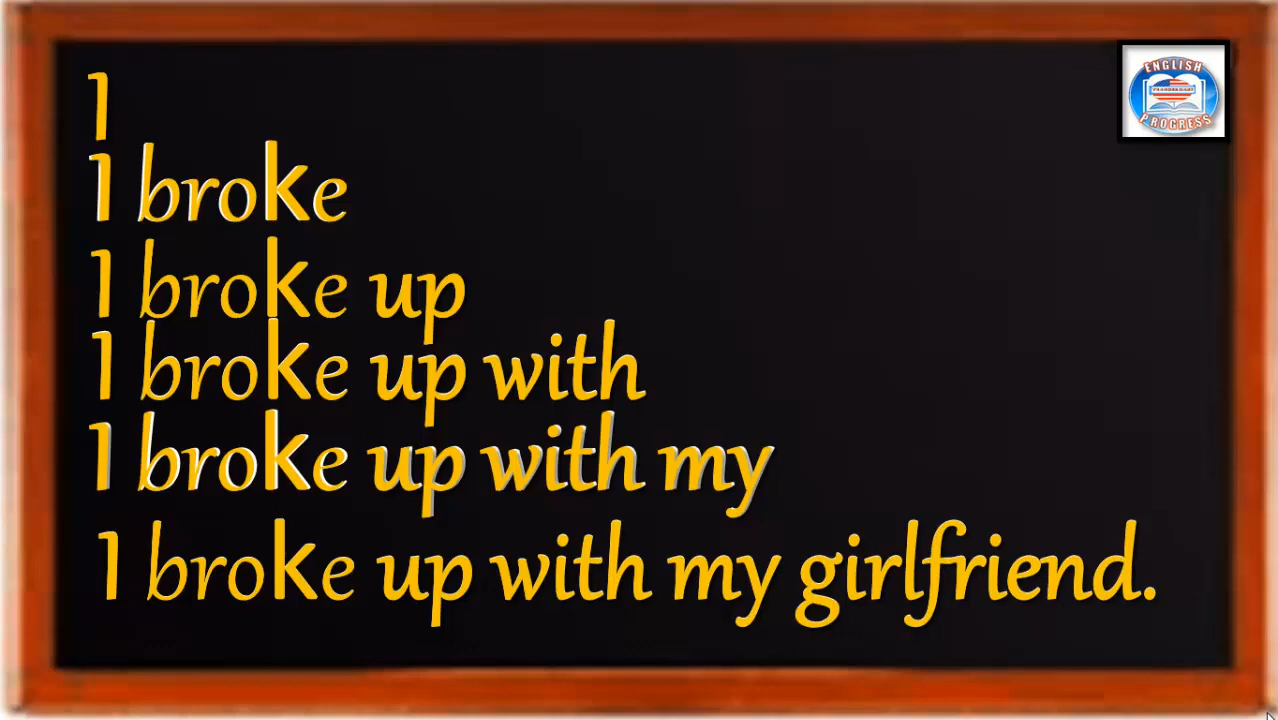 I
I broke
I broke up
I broke up with
I broke up with my
I broke up with my girlfriend.
ENGLISH
PROGRESS